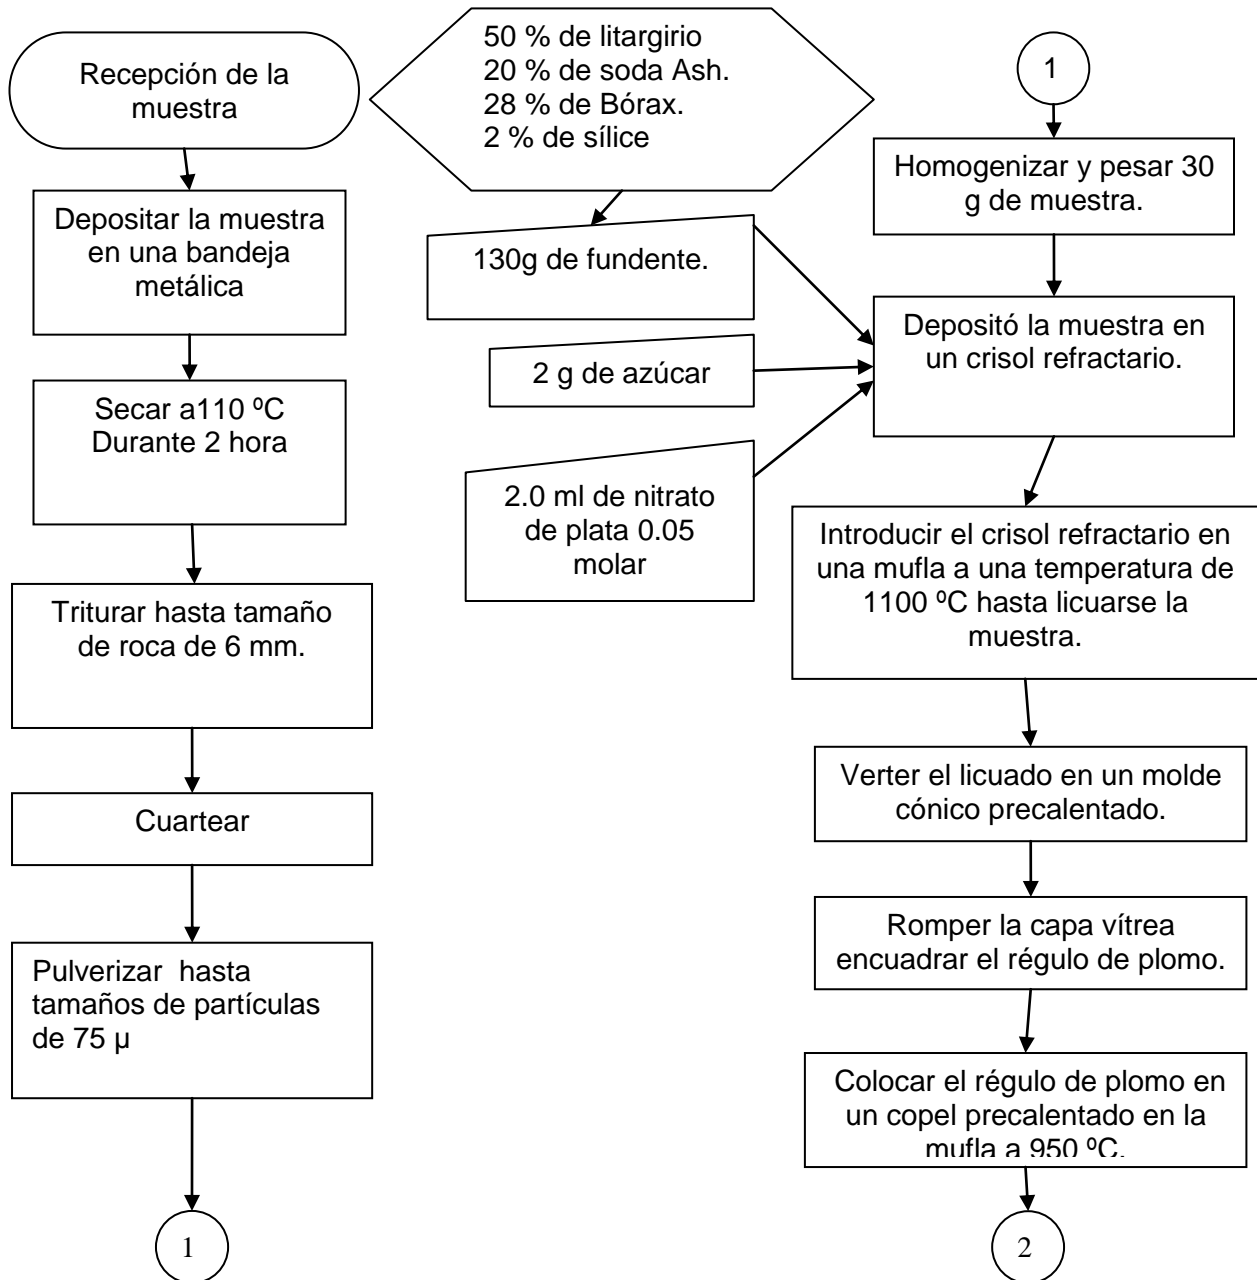 Recepción de la
muestra
Depositar la muestra
en una bandeja
metálica
Secar a110 ºC
Durante 2 hora
Triturar hasta tamaño
de roca de 6 mm.
Cuartear
Pulverizar  hasta
tamaños de partículas
de 75 µ
1
50 % de litargirio
20 % de soda Ash.
28 % de Bórax.
2 % de sílice
130g de fundente.
2 g de azúcar
2.0 ml de nitrato
de plata 0.05
molar
1
Homogenizar y pesar 30
g de muestra.
Depositó la muestra en
un crisol refractario.
Introducir el crisol refractario en
una mufla a una temperatura de
1100 ºC hasta licuarse la
muestra.
Verter el licuado en un molde
cónico precalentado.
Romper la capa vítrea
encuadrar el régulo de plomo.
Colocar el régulo de plomo en
un copel precalentado en la
mufla a 950 ºC.
2